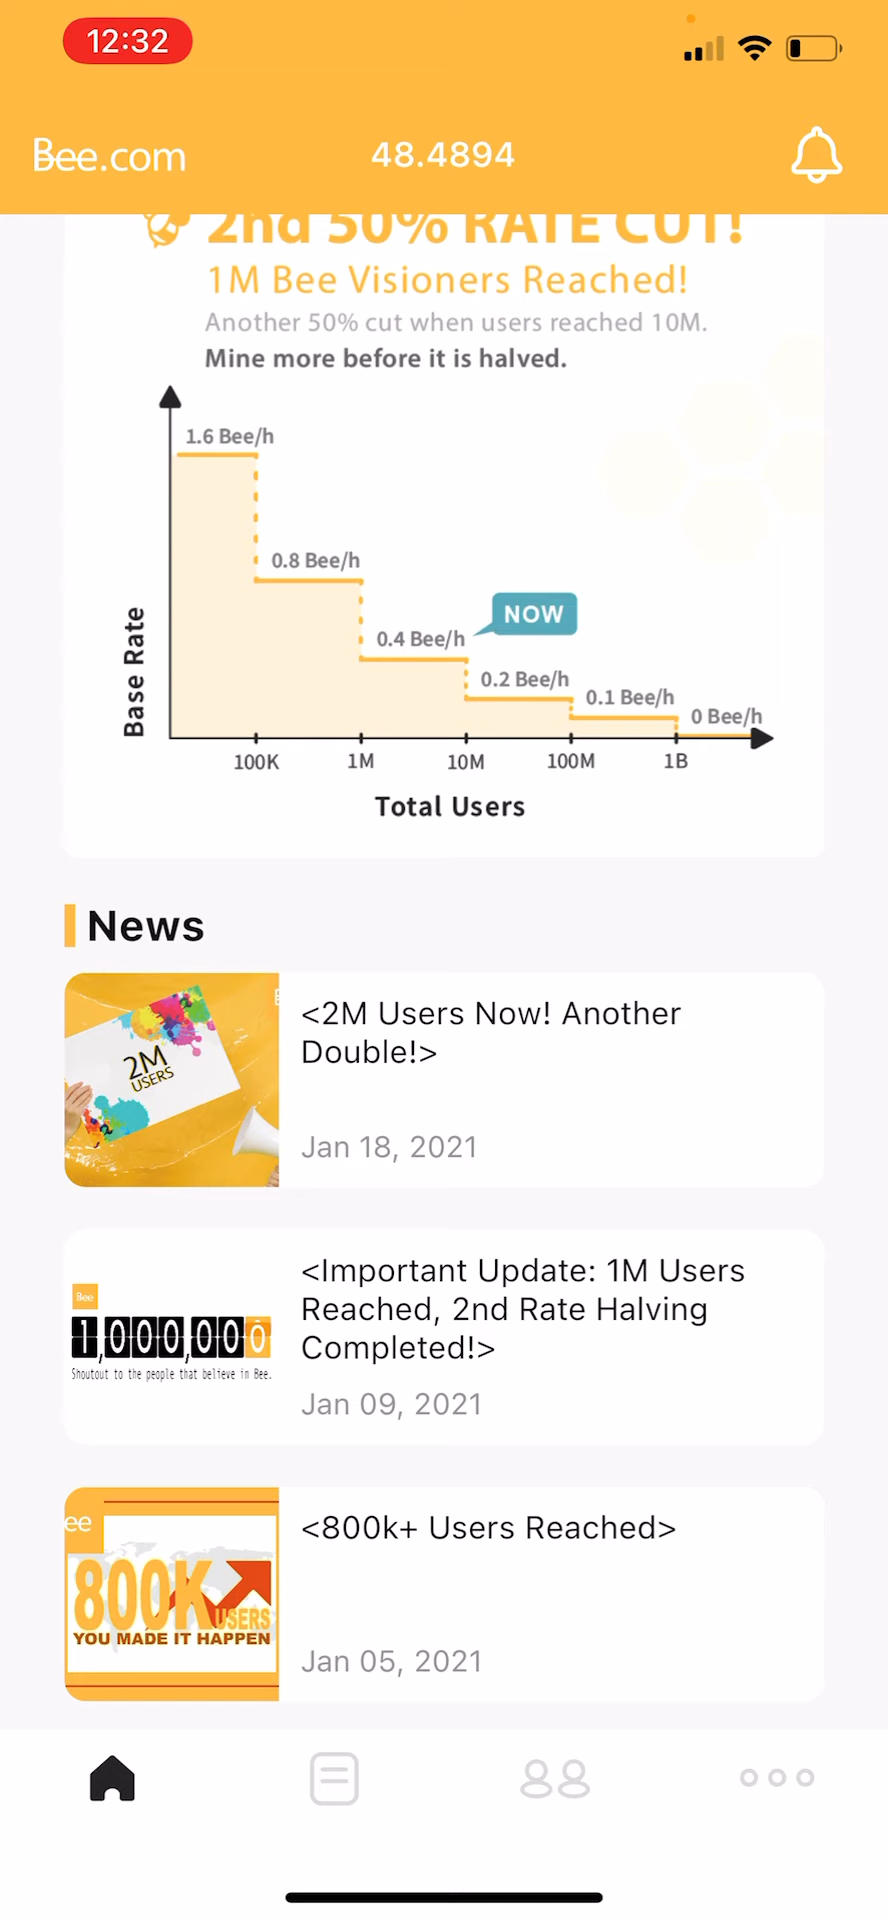 12:32
Bee.com
48.4894
2nd 50% RATE CUT!
1M Bee Visioners Reached!
Another 50% cut when users reached 10M.
Mine more before it is halved.
1.6 Bee/h
0.8 Bee/h
NOW
0.4 Bee/h
0.2 Bee/h
0.1 Bee/h
0 Bee/h
Base Rate
100K 1M 10M 100M 1B
Total Users
News
2M
USERS
<2M Users Now! Another
Double!>
Jan 18, 2021
Bee
1,000,000
Shoutout to the people that believe in Bee.
<Important Update: 1M Users
Reached, 2nd Rate Halving
Completed!>
Jan 09, 2021
ee
800K
USERS
YOU MADE IT HAPPEN
<800k+ Users Reached>
Jan 05, 2021